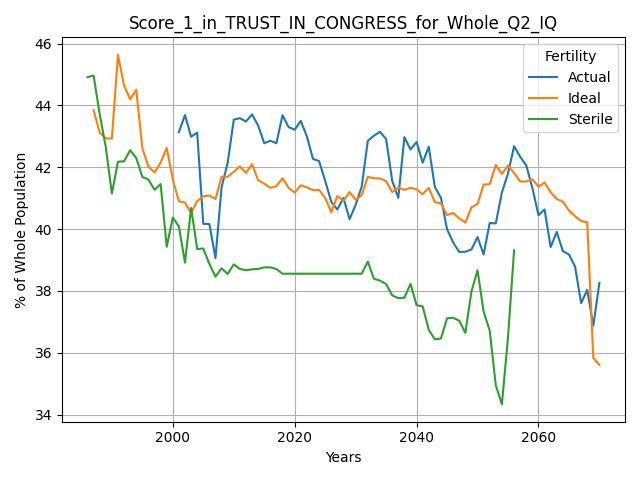 Score_1_in_TRUST_IN_CONGRESS_for_Whole_Q2_IQ
46
44
42
40
38
36
34
% of Whole Population
Fertility
Actual
Ideal
Sterile
2000 2020 2040 2060
Years